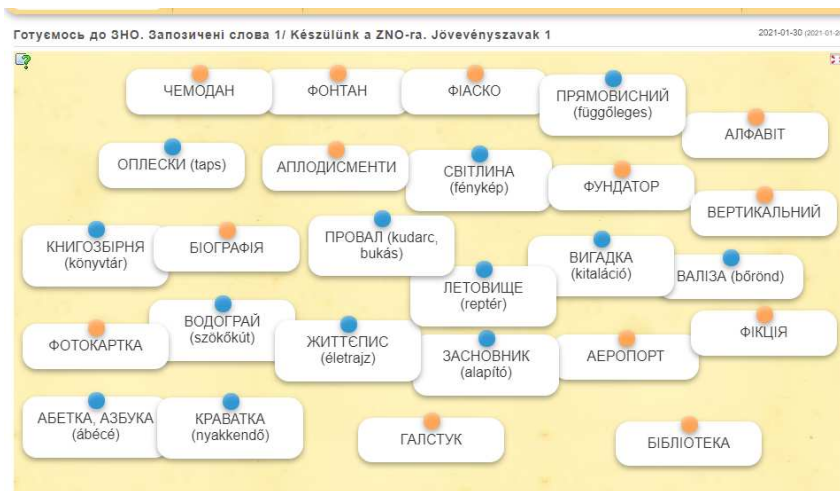 Готуємось до ЗНО. Запозичені слова 1/ Készülünk a ZNO-ra. Jövevényszavak 1
2021-01-30
ЧЕМОДАН
ФОНТАН
ФІАСКО
ПРЯМОВИСНИЙ
(függőleges)
АЛФАВІТ
ОПЛЕСКИ (taps)
АПЛОДИСМЕНТИ
СВІТЛИНА
(fénykép)
ФУНДАТОР
ВЕРТИКАЛЬНИЙ
КНИГОЗБІРНЯ
(könyvtár)
БІОГРАФІЯ
ПРОВАЛ (kudarc,
bukás)
ВИГАДКА
(kitaláció)
ВАЛІЗА (bőrönd)
ЛЕТОВИЩЕ
(reptér)
ФОТОКАРТКА
ВОДОГРАЙ
(szökőkút)
ЖИТТЄПИС
(életrajz)
ЗАСНОВНИК
(alapító)
АЕРОПОРТ
ФІКЦІЯ
АБЕТКА, АЗБУКА
(ábécé)
КРАВАТКА
(nyakkendő)
ГАЛСТУК
БІБЛІОТЕКА